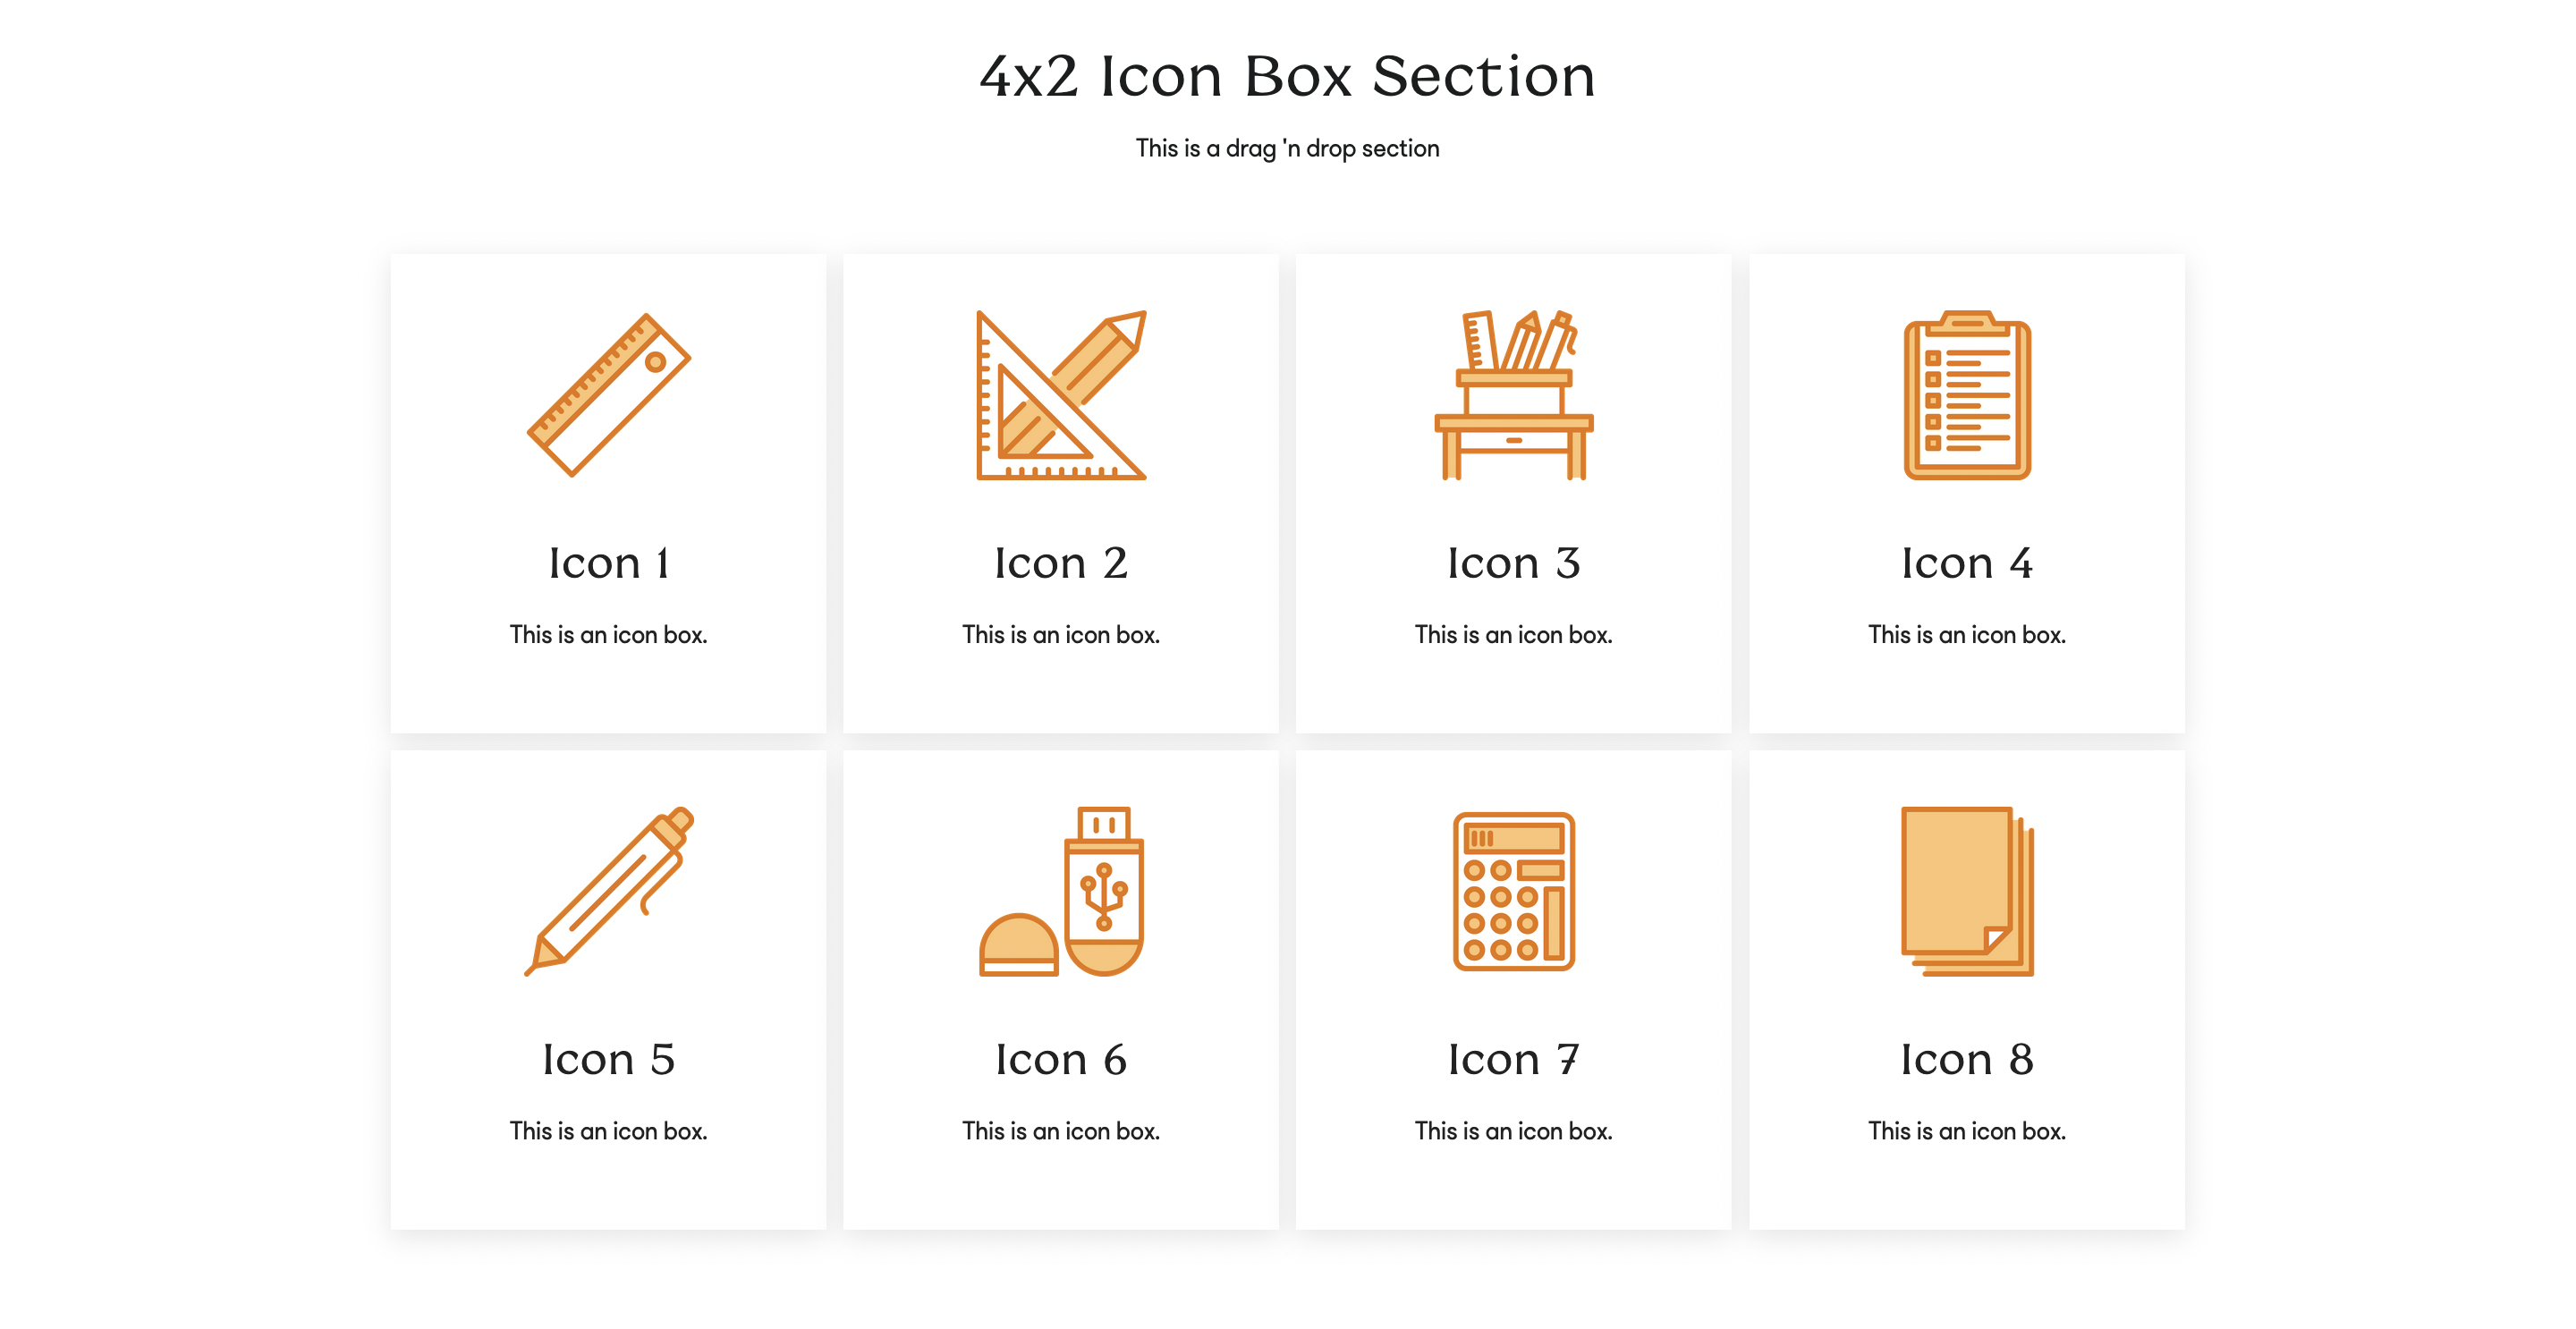 4x2 Icon Box Section
This is a drag 'n drop section
Icon 1
This is an icon box.
Icon 2
This is an icon box.
Icon 3
This is an icon box.
Icon 4
This is an icon box.
Icon 5
This is an icon box.
Icon 6
This is an icon box.
Icon 7
This is an icon box.
Icon 8
This is an icon box.